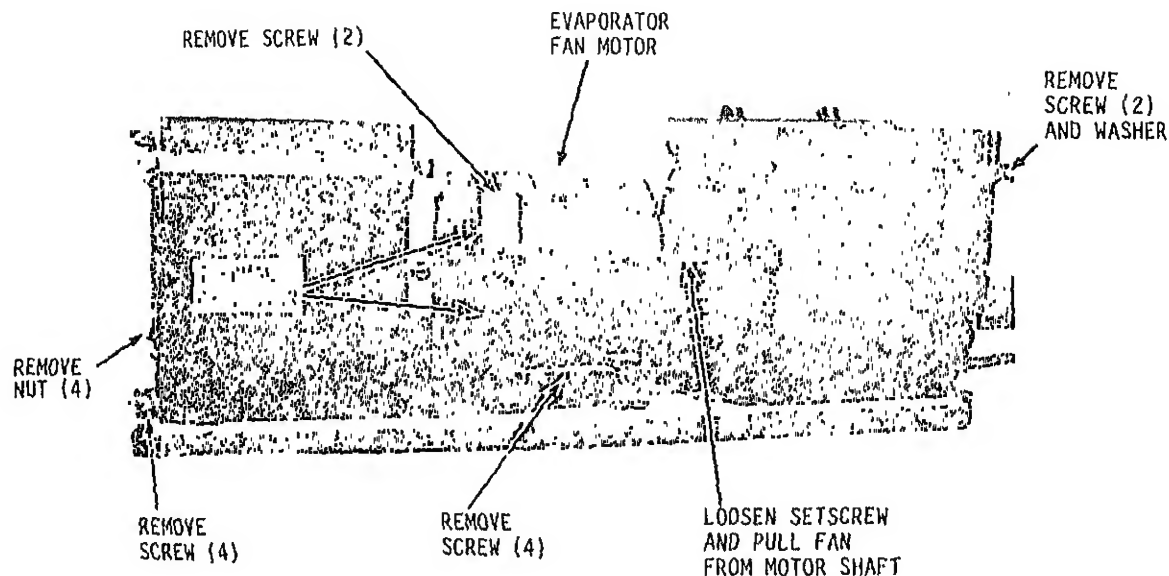 EVAPORATOR
FAN MOTOR
REMOVE SCREW (2)
REMOVE
SCREW (2)
AND WASHER
REMOVE
NUT (4)
REMOVE
SCREW (4)
REMOVE
SCREW (4)
LOOSEN SETSCREW
AND PULL FAN
FROM MOTOR SHAFT